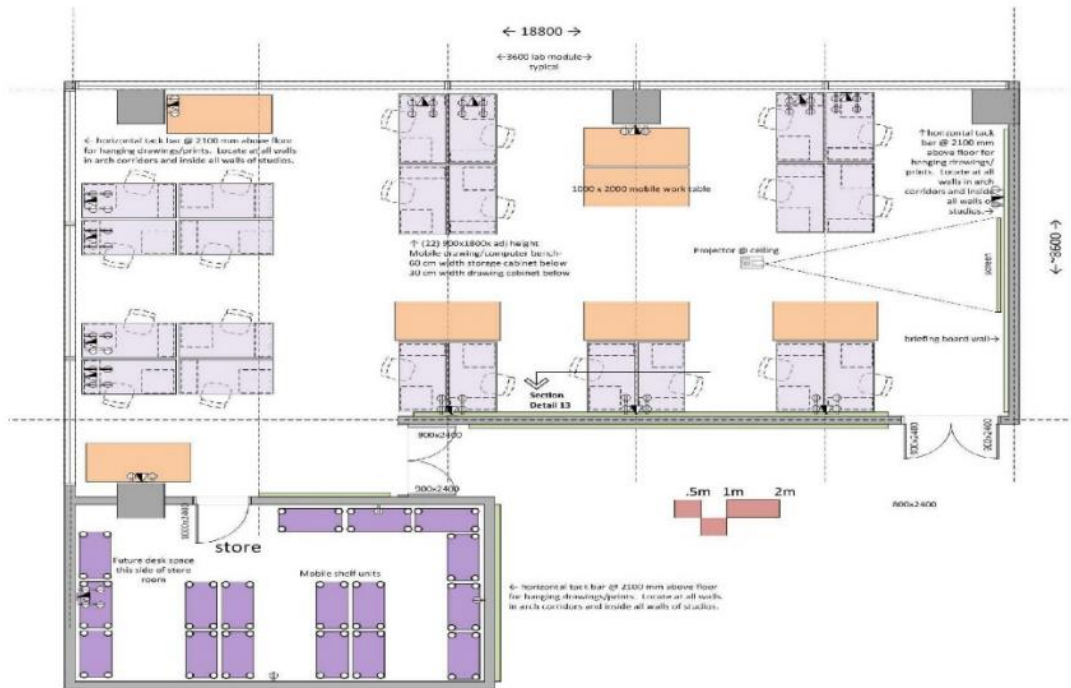 ← 18800 →
←3600 lab module→
typical
← horizontal tack bar @ 2100 mm above floor
for hanging drawings/prints. Locate at all walls
in arch corridors and inside all walls of studios.
↑horizontal tack
bar @ 2100 mm
above floor for
hanging drawings/
prints. Locate at all
walls in arch
corridors and inside
all walls of
studios.→
1000 x 2000 mobile work table
↑ (22) 900x1800x adj height
Mobile drawing/computer bench-
60 cm width storage cabinet below
30 cm width drawing cabinet below
Projector @ ceiling
screen
← ~8600 →
briefing board wall→
Section
Detail 13
900x2400
900x2400
900x2400
900x2400
1000x2400
.5m 1m 2m
800x2400
store
Future desk space
this side of store
room
Mobile shelf units
← horizontal tack bar @ 2100 mm above floor
for hanging drawings/prints. Locate at all walls
in arch corridors and inside all walls of studios.